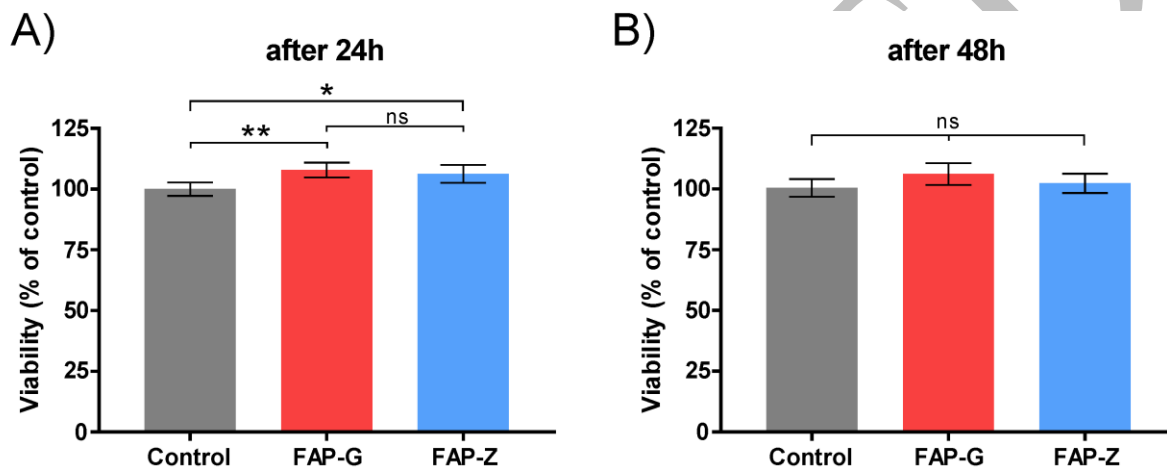 A)
after 24h
*
**
ns
Viability (% of control)
125
100
75
50
25
0
Control FAP-G FAP-Z
B)
after 48h
ns
Viability (% of control)
125
100
75
50
25
0
Control FAP-G FAP-Z